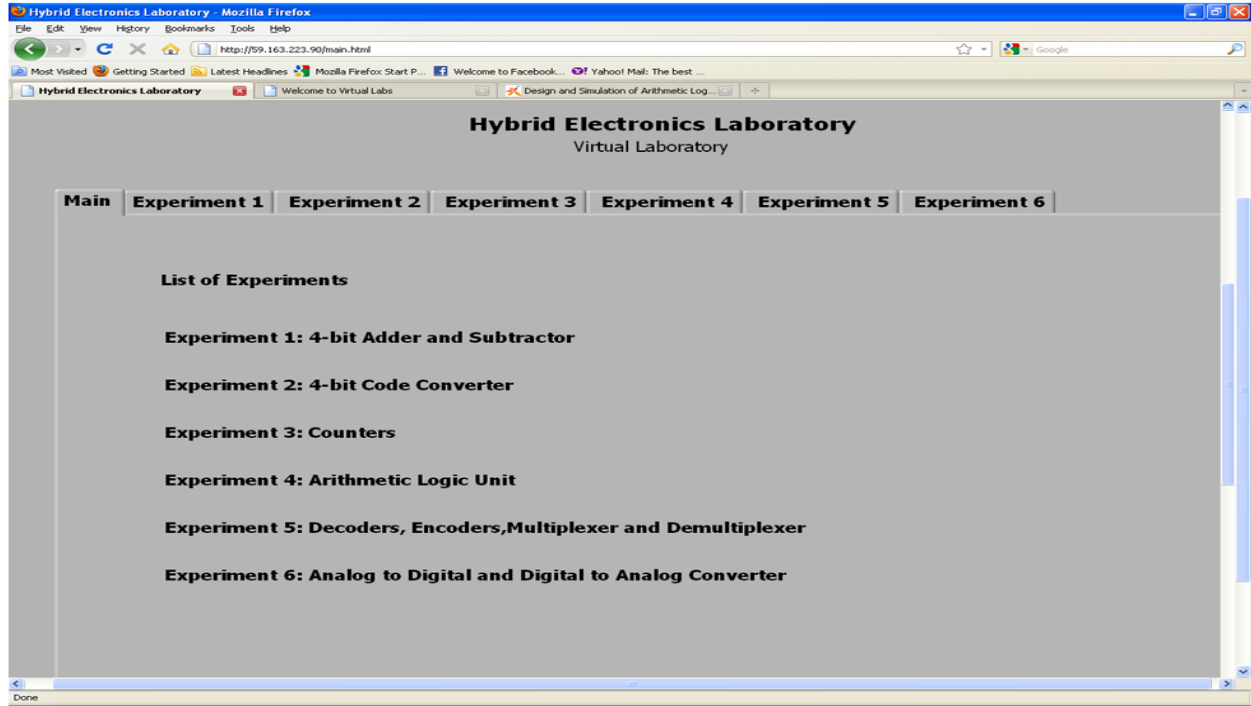 Hybrid Electronics Laboratory - Mozilla Firefox
File Edit View History Bookmarks Tools Help
http://59.163.223.90/main.html Google
Most Visited Getting Started Latest Headlines Mozilla Firefox Start P... Welcome to Facebook... Yahoo! Mail: The best ...
Hybrid Electronics Laboratory Welcome to Virtual Labs Design and Simulation of Arithmetic Log...
Hybrid Electronics Laboratory
Virtual Laboratory
Main Experiment 1 Experiment 2 Experiment 3 Experiment 4 Experiment 5 Experiment 6
List of Experiments
Experiment 1: 4-bit Adder and Subtractor
Experiment 2: 4-bit Code Converter
Experiment 3: Counters
Experiment 4: Arithmetic Logic Unit
Experiment 5: Decoders, Encoders,Multiplexer and Demultiplexer
Experiment 6: Analog to Digital and Digital to Analog Converter
Done